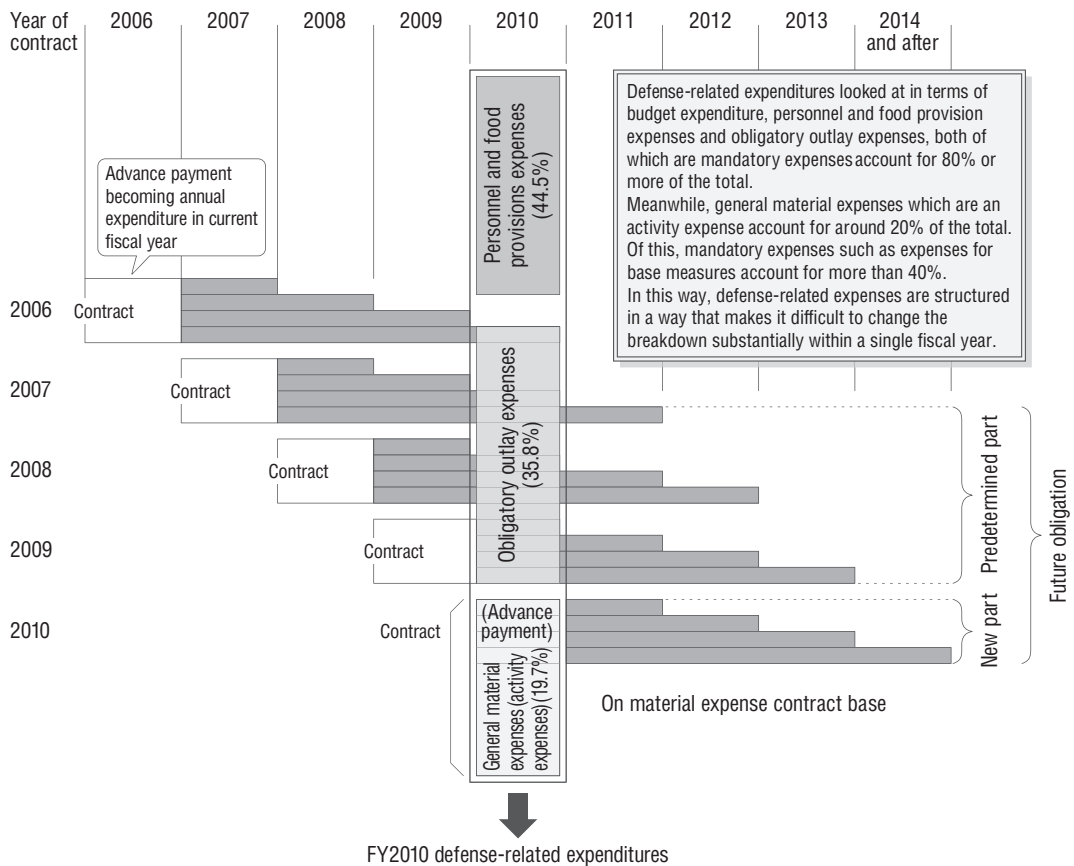 Year of contract
2006
2007
2008
2009
2010
2011
2012
2013
2014 and after
Defense-related expenditures looked at in terms of
budget expenditure, personnel and food provision
expenses and obligatory outlay expenses, both of
which are mandatory expenses account for 80% or
more of the total.
Meanwhile, general material expenses which are an
activity expense account for around 20% of the total.
Of this, mandatory expenses such as expenses for
base measures account for more than 40%.
In this way, defense-related expenses are structured
in a way that makes it difficult to change the
breakdown substantially within a single fiscal year.
Personnel and food
provisions expenses
(44.5%)
Advance payment
becoming annual
expenditure in current
fiscal year
2006
Contract
2007
Contract
Obligatory outlay expenses
(35.8%)
2008
Contract
2009
Contract
Predetermined part
Future obligation
2010
Contract
(Advance
payment)
New part
General material
expenses (activity
expenses) (19.7%)
On material expense contract base
FY2010 defense-related expenditures